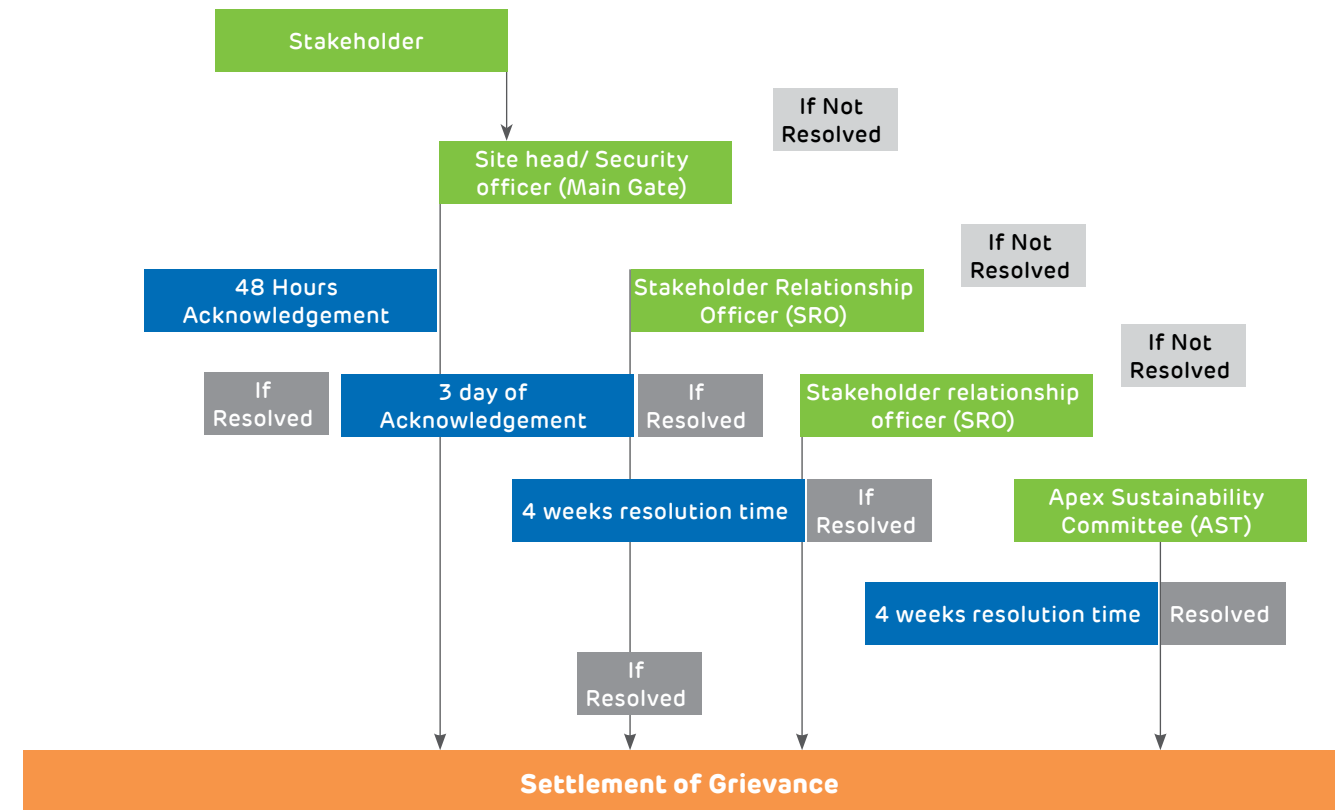 Stakeholder
If Not
Resolved
Site head/ Security
officer (Main Gate)
If Not
Resolved
48 Hours
Acknowledgement
Stakeholder Relationship
Officer (SRO)
If Not
Resolved
If
Resolved
3 day of
Acknowledgement
If
Resolved
Stakeholder relationship
officer (SRO)
4 weeks resolution time
If
Resolved
Apex Sustainability
Committee (AST)
4 weeks resolution time
Resolved
If
Resolved
Settlement of Grievance